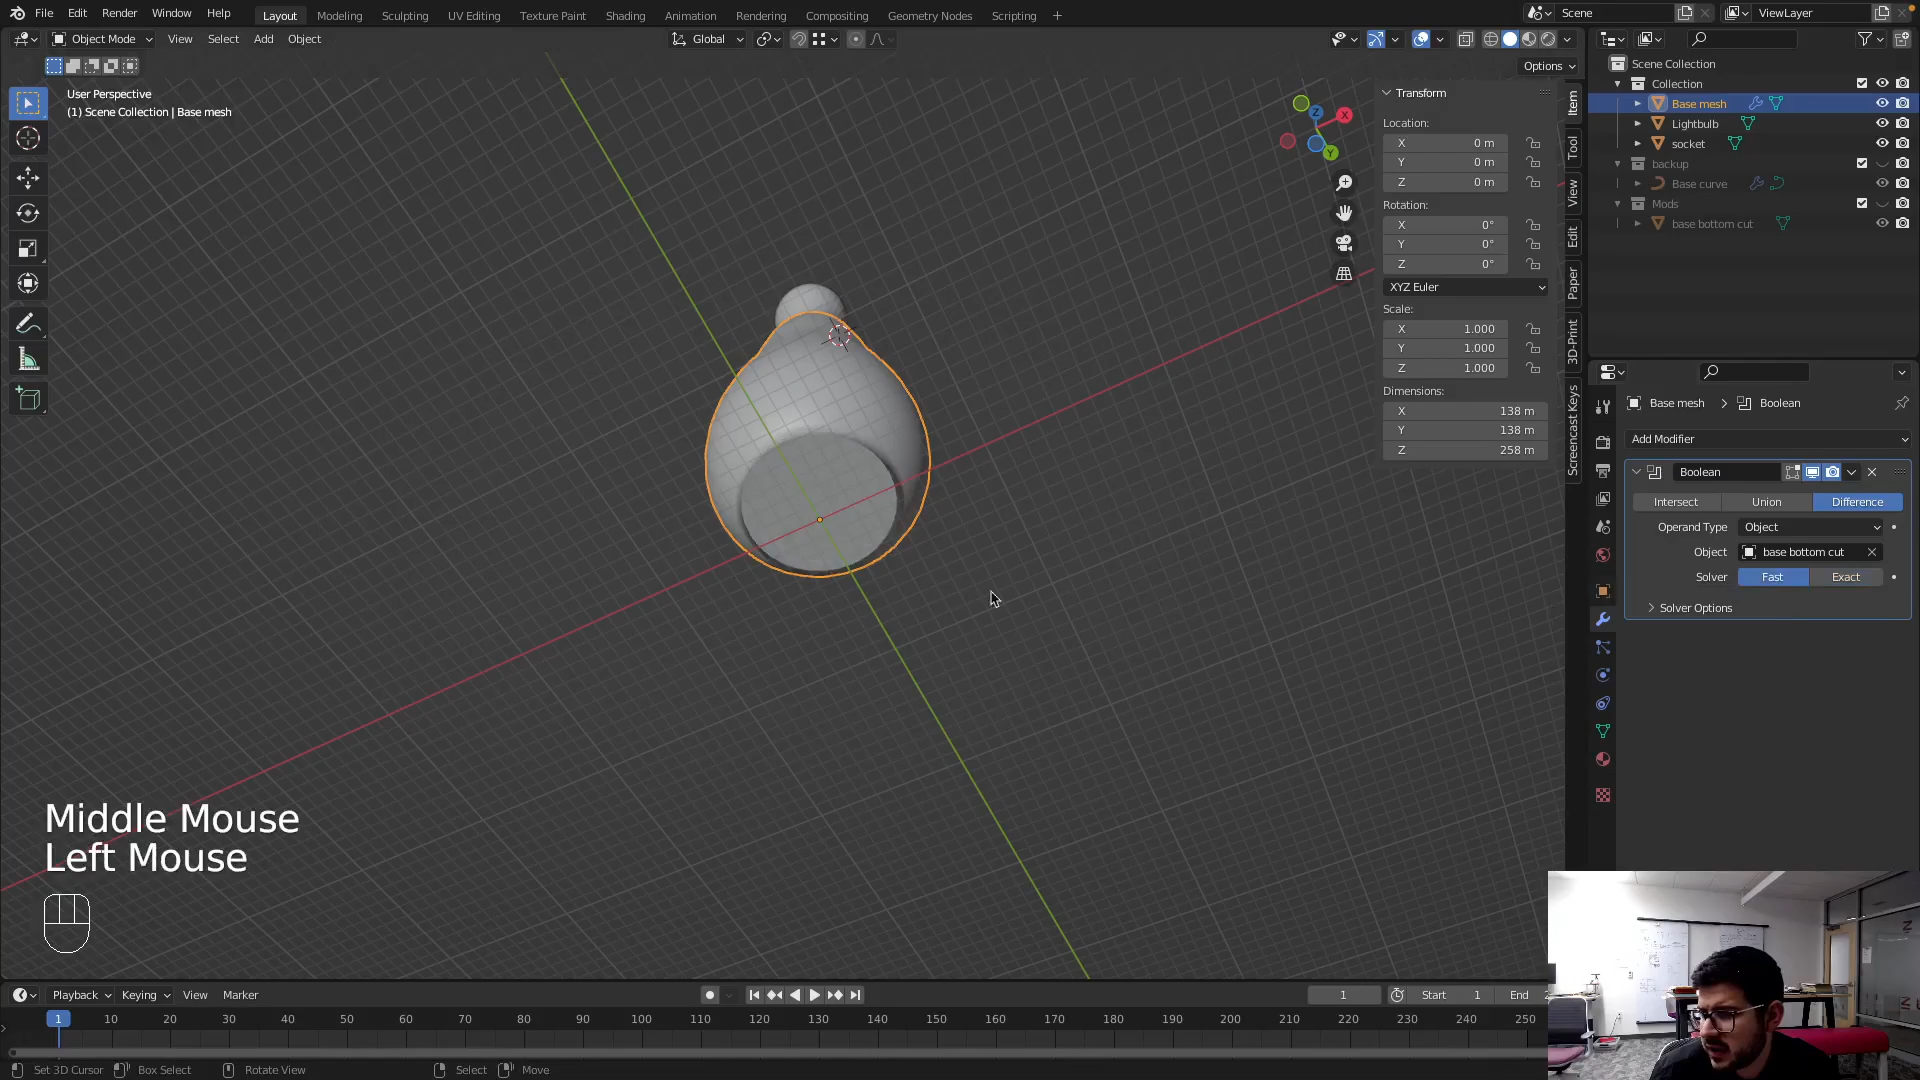 File Edit Render Window Help Layout Modeling Sculpting UV Editing Texture Paint Shading Animation Rendering Compositing Geometry Nodes Scripting + Scene ViewLayer
Object Mode View Select Add Object Global
Options
User Perspective
(1) Scene Collection | Base mesh
X
Y
Z
Transform
Location:
X 0 m
Y 0 m
Z 0 m
Rotation:
X 0°
Y 0°
Z 0°
XYZ Euler
Scale:
X 1.000
Y 1.000
Z 1.000
Dimensions:
X 138 m
Y 138 m
Z 258 m
Item
Tool
View
Edit
Paper
3D-Print
Screencast Keys
Scene Collection
Collection
Base mesh
Lightbulb
socket
backup
Base curve
Mods
base bottom cut
Base mesh > Boolean
Add Modifier
Boolean
Intersect Union Difference
Operand Type Object
Object base bottom cut
Solver Fast Exact
Solver Options
Middle Mouse
Left Mouse
Playback Keying View Marker 1 Start 1 End
1 10 20 30 40 50 60 70 80 90 100 110 120 130 140 150 160 170 180 190 200 210 220 230 240 250
Set 3D Cursor Box Select Rotate View Select Move